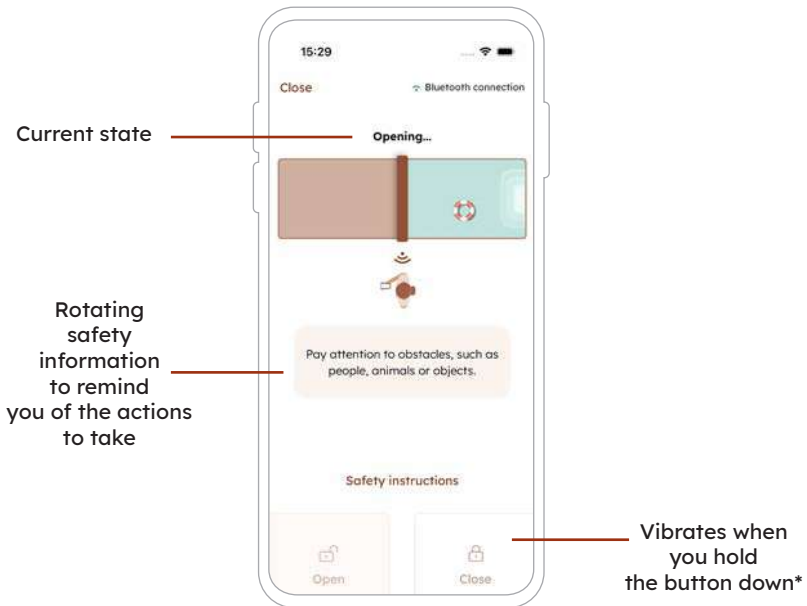 15:29
Close
Bluetooth connection
Current state
Opening...
Rotating
safety
information
to remind
you of the actions
to take
Pay attention to obstacles, such as
people, animals or objects.
Safety instructions
Open
Close
Vibrates when
you hold
the button down*